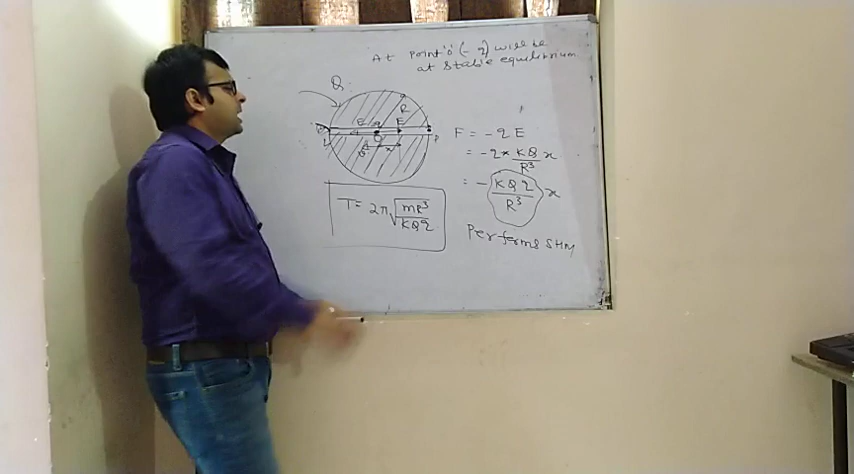 At point 'o' (-q) will be
at stable equilibrium
Q
R
E
E
O
x
P
F = -qE
= -q × KQ/R³ x
= - KQq/R³ x
T = 2π√mR³/KQq
Performs SHM